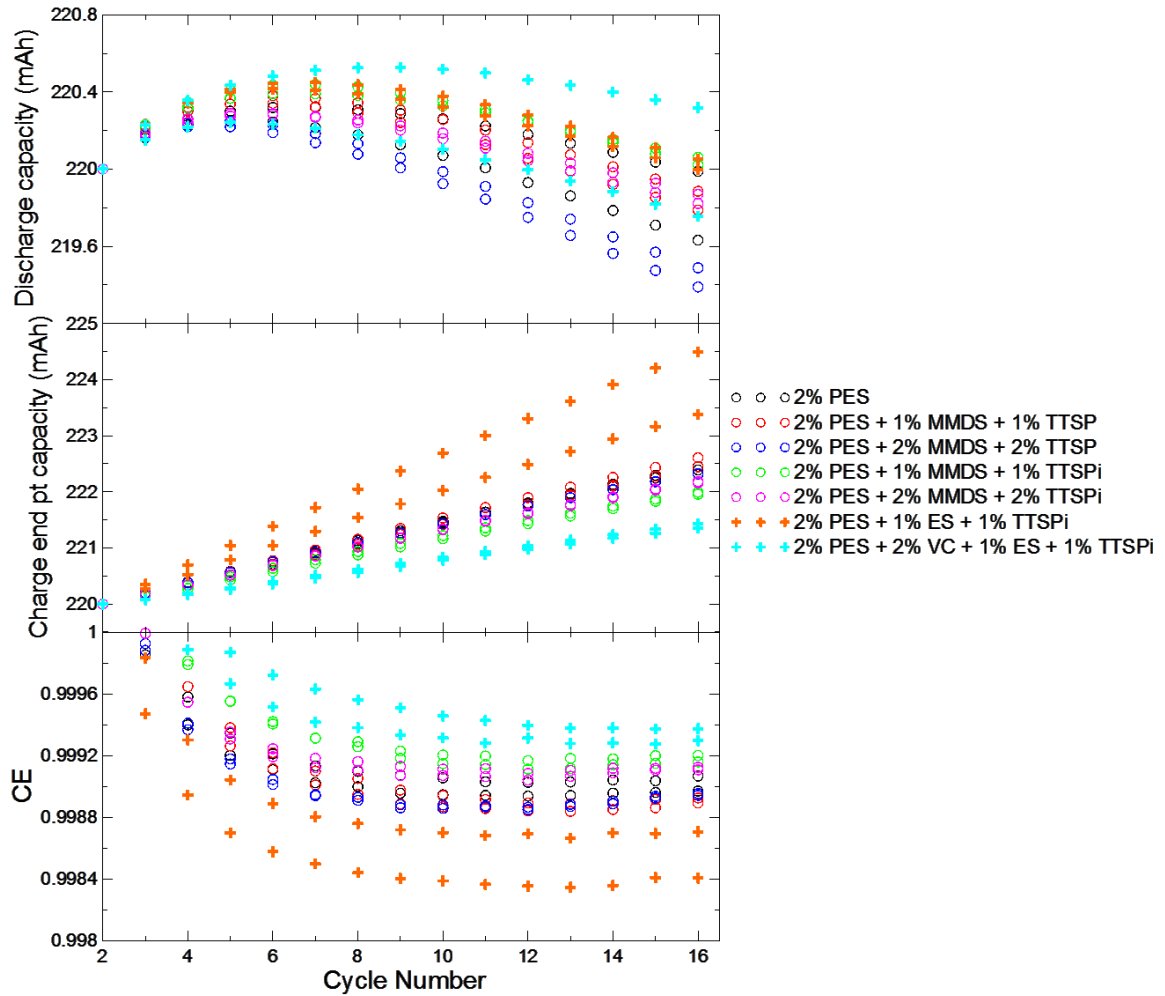 220.8
220.4
220
219.6
Discharge capacity (mAh)
225
224
223
222
221
220
Charge end pt capacity (mAh)
1
0.9996
0.9992
0.9988
0.9984
0.998
CE
2 4 6 8 10 12 14 16
Cycle Number
2% PES
2% PES + 1% MMDS + 1% TTSP
2% PES + 2% MMDS + 2% TTSP
2% PES + 1% MMDS + 1% TTSPi
2% PES + 2% MMDS + 2% TTSPi
2% PES + 1% ES + 1% TTSPi
2% PES + 2% VC + 1% ES + 1% TTSPi